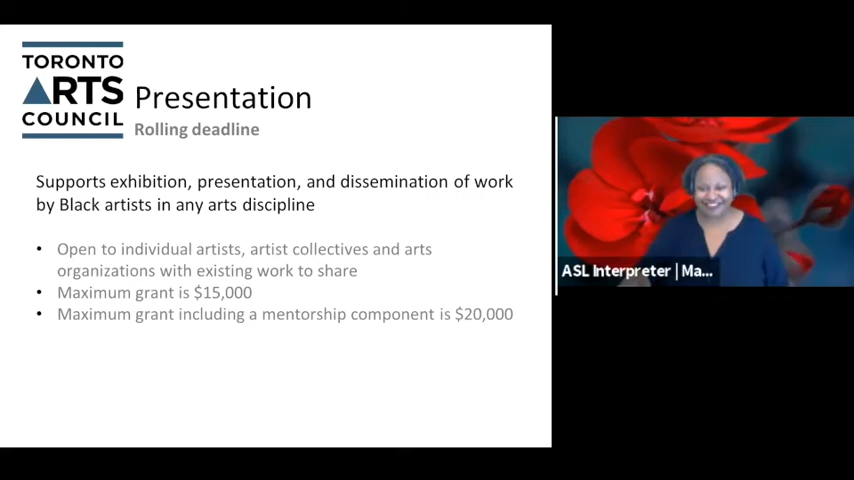 TORONTO
ARTS
COUNCIL
Presentation
Rolling deadline
Supports exhibition, presentation, and dissemination of work
by Black artists in any arts discipline
• Open to individual artists, artist collectives and arts
organizations with existing work to share
• Maximum grant is $15,000
• Maximum grant including a mentorship component is $20,000
ASL Interpreter | Ma...